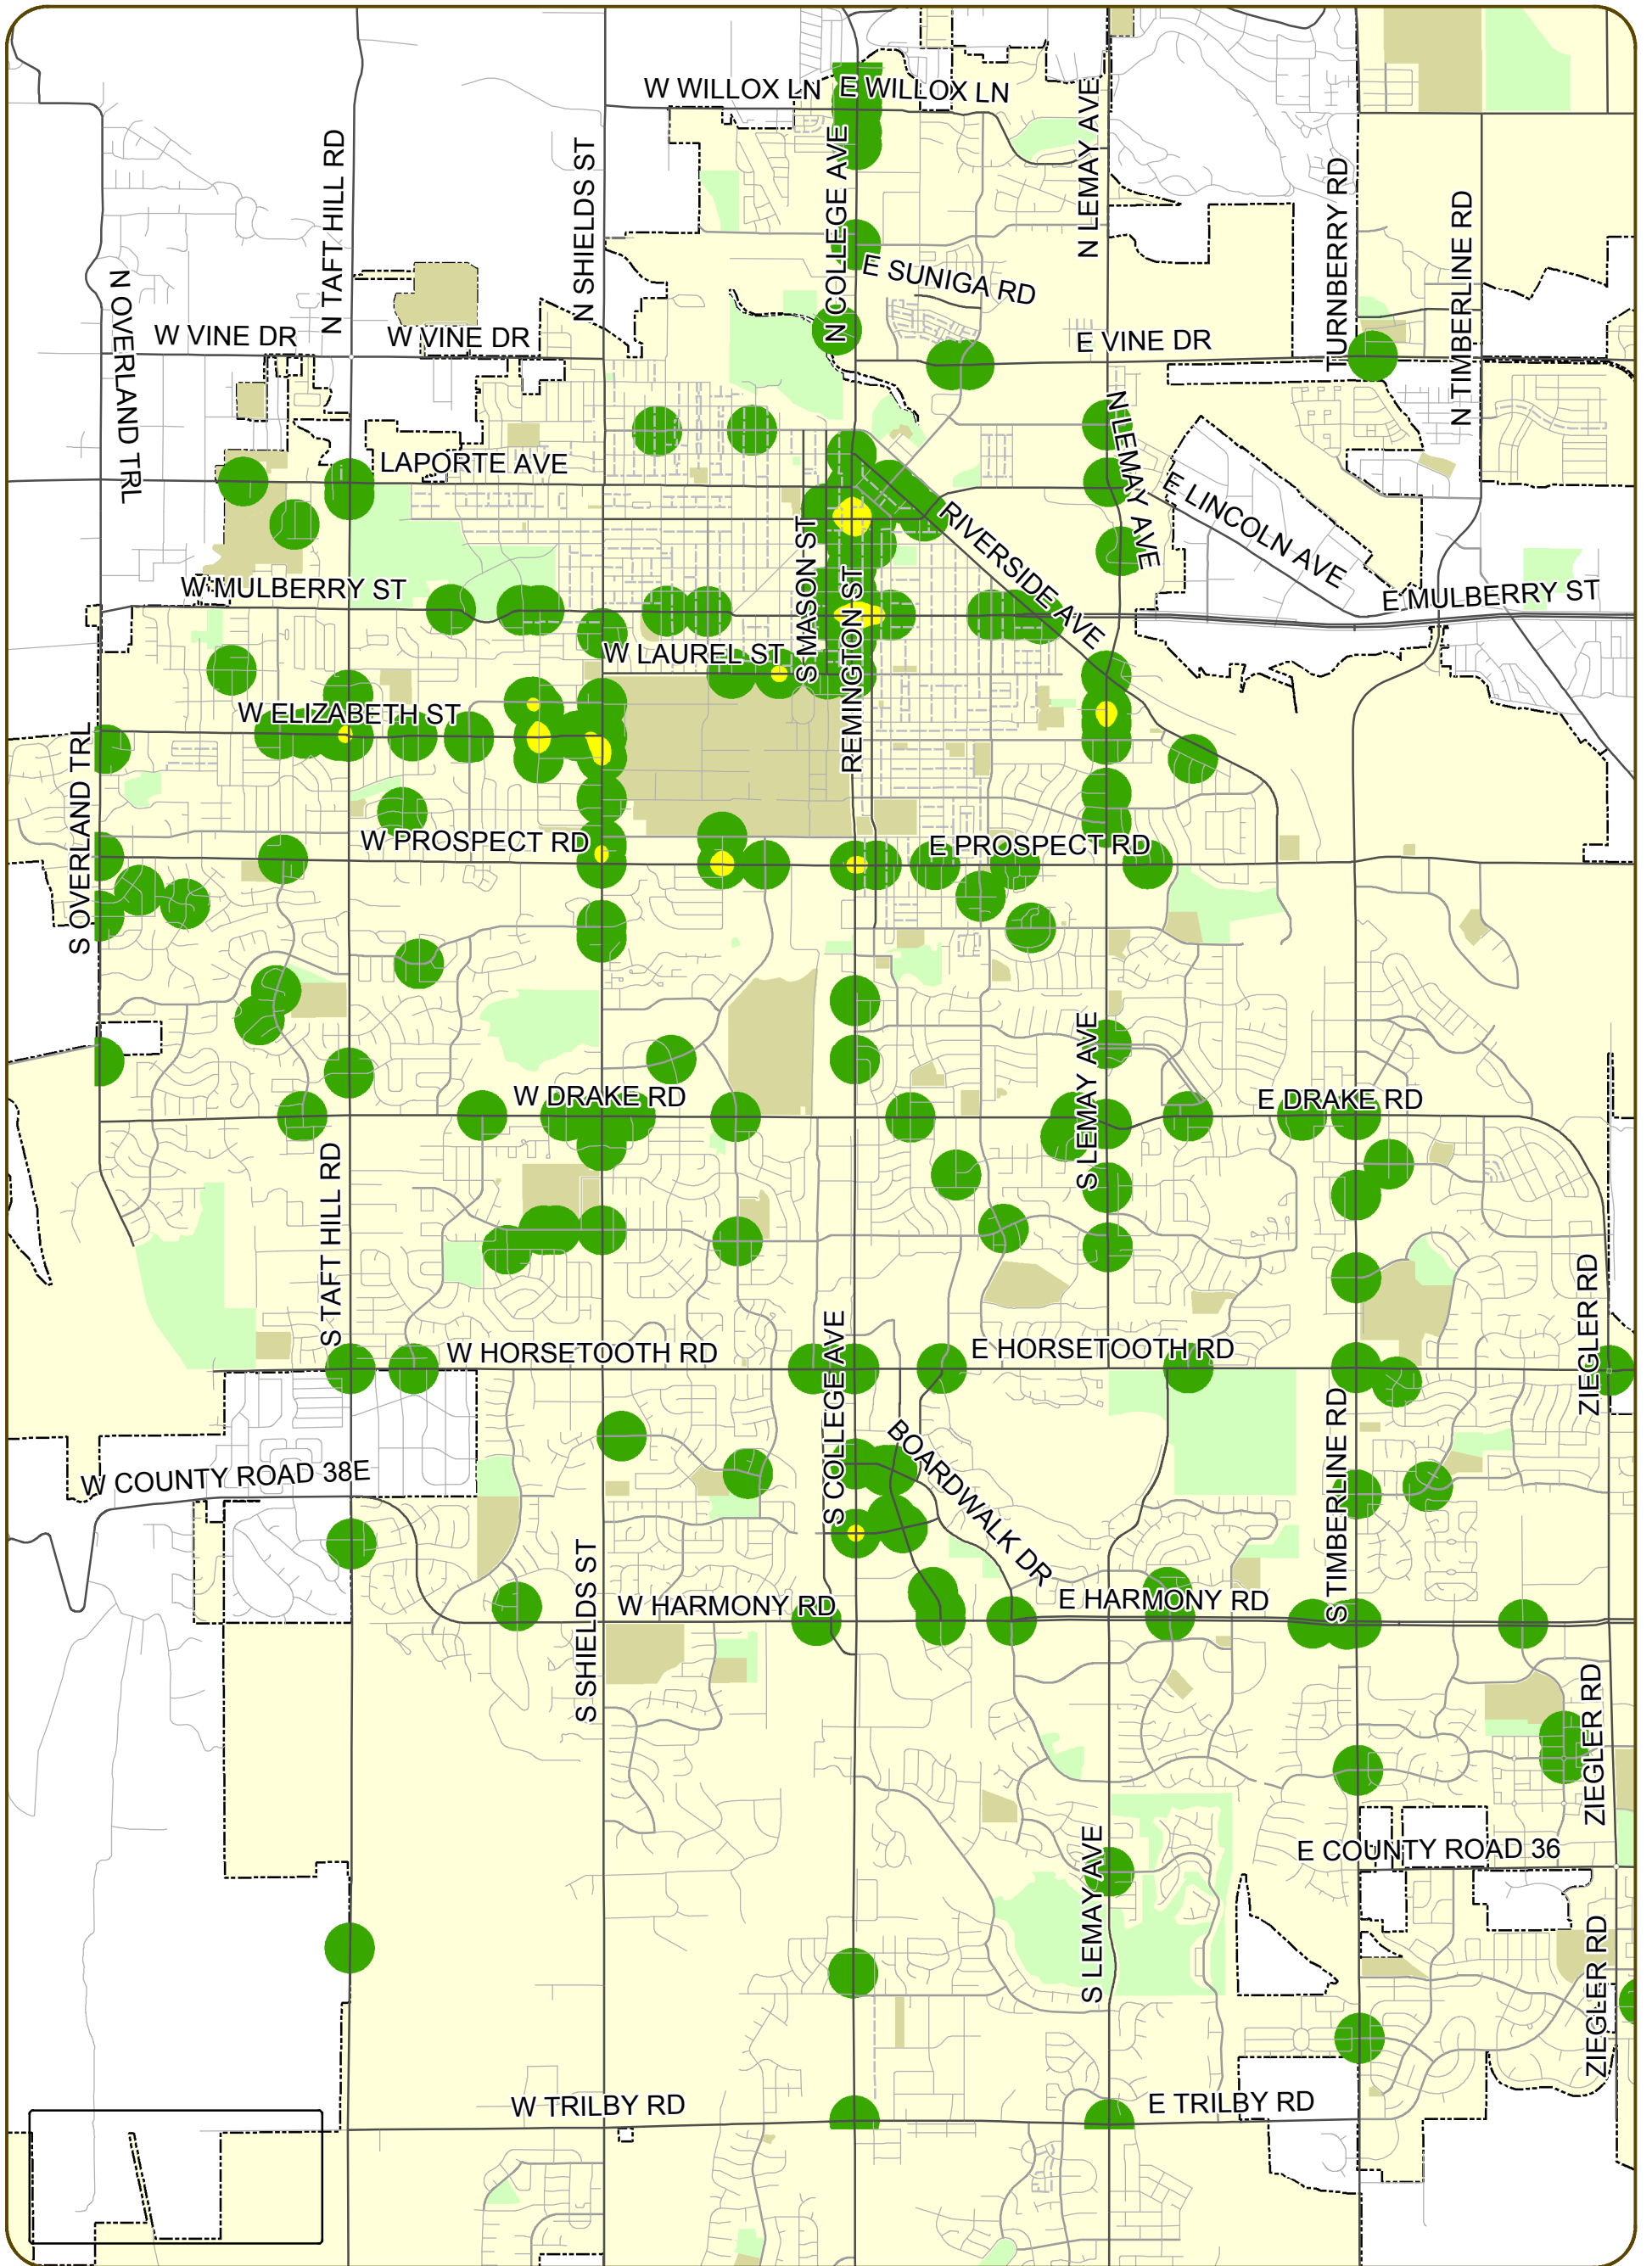 W WILLOX LN
E WILLOX LN
N TAFT HILL RD
N SHIELDS ST
N COLLEGE AVE
N LEMAY AVE
TURNBERRY RD
N TIMBERLINE RD
N OVERLAND TRL
E SUNIGA RD
W VINE DR
W VINE DR
E VINE DR
LAPORTE AVE
N LEMAY AVE
E LINCOLN AVE
RIVERSIDE AVE
S MASON ST
REMINGTON ST
W MULBERRY ST
E MULBERRY ST
W LAUREL ST
W ELIZABETH ST
S OVERLAND TRL
W PROSPECT RD
E PROSPECT RD
S LEMAY AVE
W DRAKE RD
E DRAKE RD
S TAFT HILL RD
ZIEGLER RD
W HORSETOOTH RD
E HORSETOOTH RD
S COLLEGE AVE
BOARDWALK DR
S TIMBERLINE RD
W COUNTY ROAD 38E
S SHIELDS ST
W HARMONY RD
E HARMONY RD
ZIEGLER RD
S LEMAY AVE
E COUNTY ROAD 36
ZIEGLER RD
W TRILBY RD
E TRILBY RD